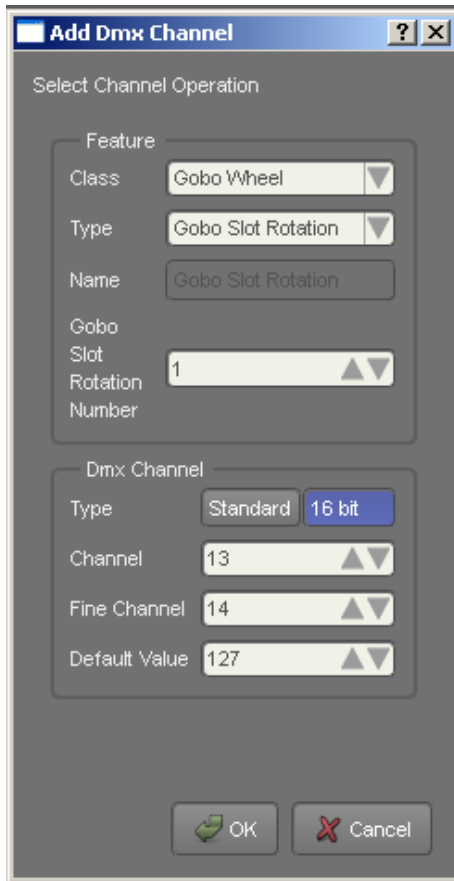 Add Dmx Channel
Select Channel Operation
Feature
Class Gobo Wheel
Type Gobo Slot Rotation
Name Gobo Slot Rotation
Gobo
Slot
Rotation 1
Number
Dmx Channel
Type Standard 16 bit
Channel 13
Fine Channel 14
Default Value 127
OK Cancel